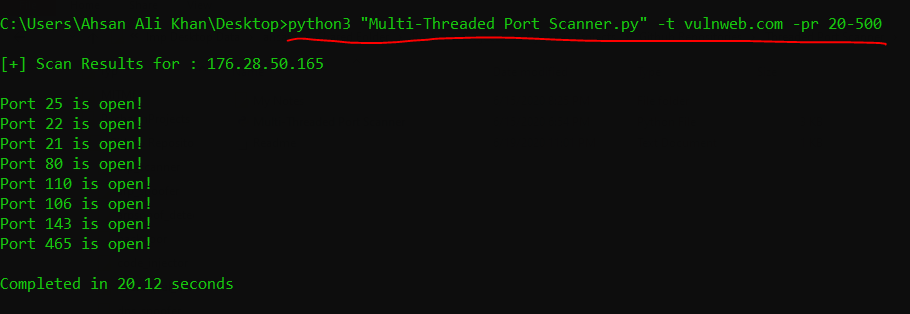 C:\Users\Ahsan Ali Khan\Desktop>python3 "Multi-Threaded Port Scanner.py" -t vulnweb.com -pr 20-500
[+] Scan Results for : 176.28.50.165
Port 25 is open!
Port 22 is open!
Port 21 is open!
Port 80 is open!
Port 110 is open!
Port 106 is open!
Port 143 is open!
Port 465 is open!
Completed in 20.12 seconds